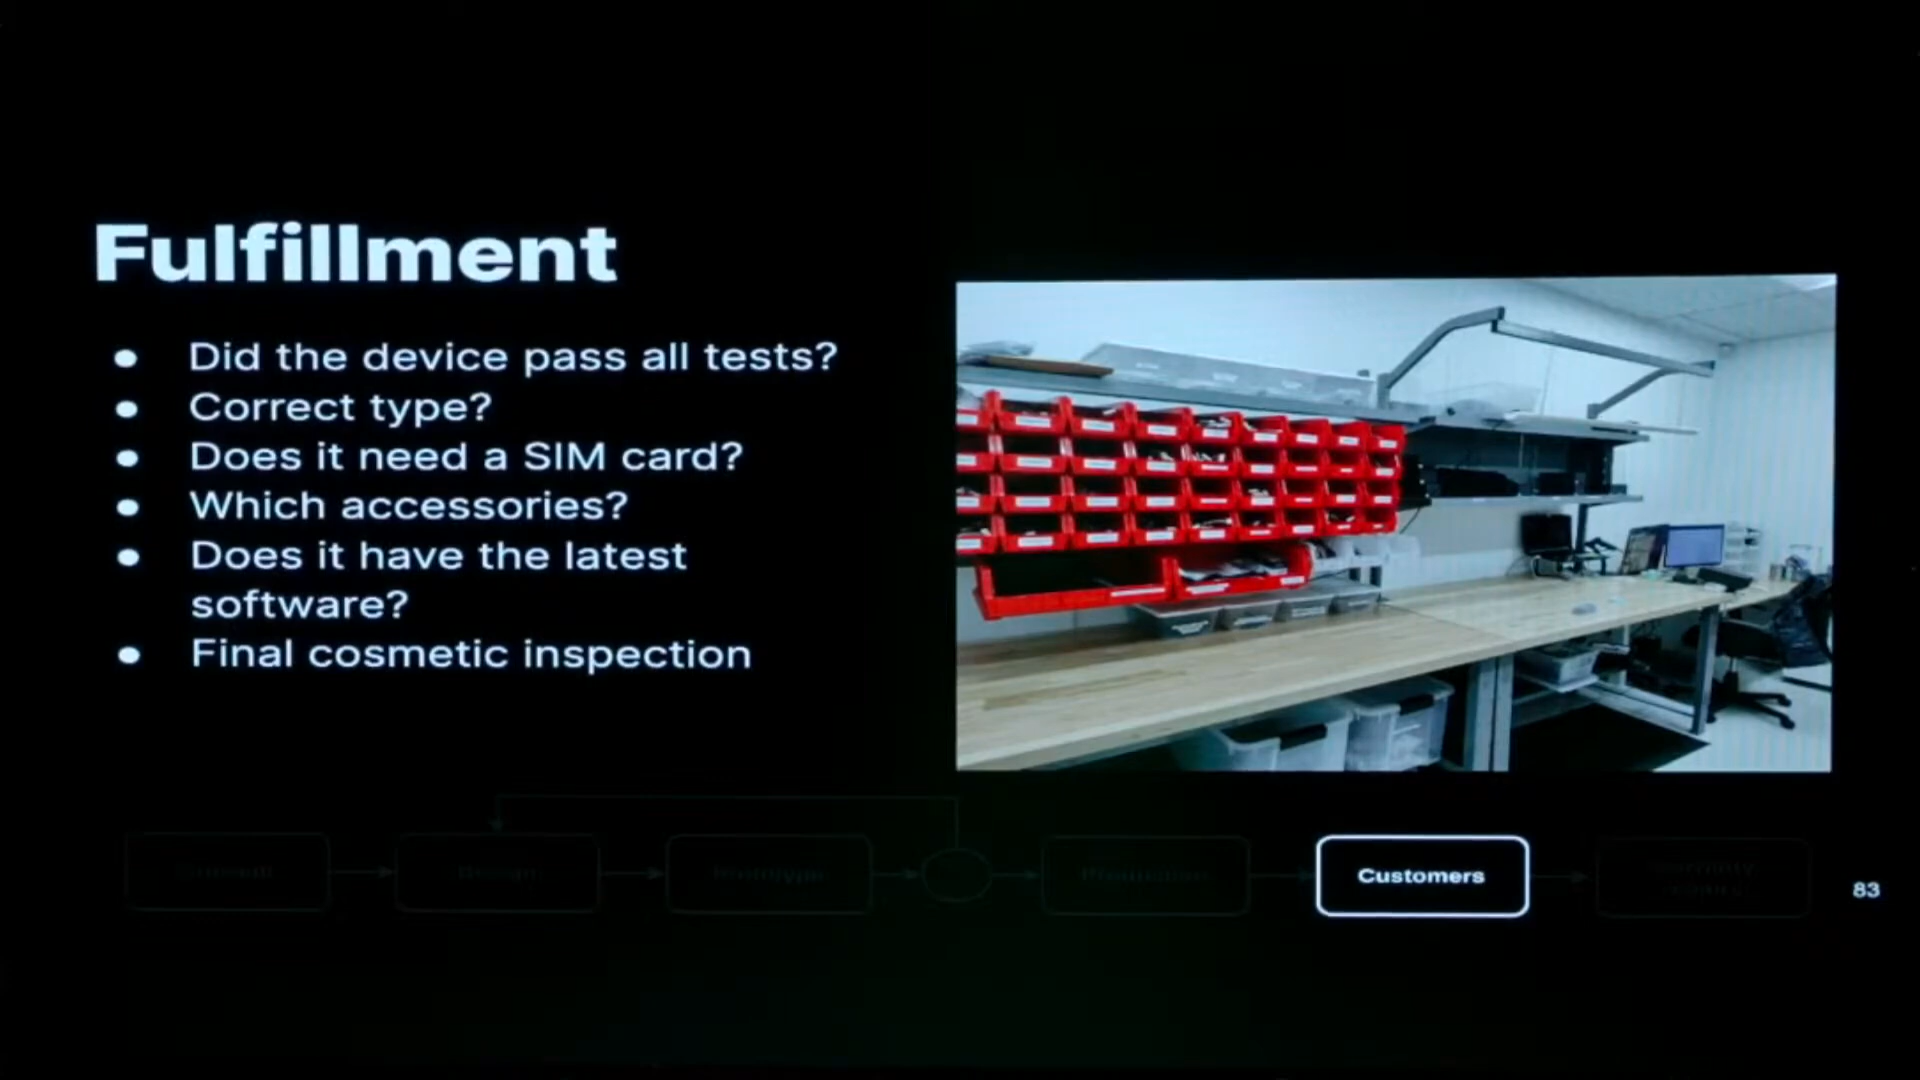 Fulfillment
● Did the device pass all tests?
● Correct type?
● Does it need a SIM card?
● Which accessories?
● Does it have the latest
software?
● Final cosmetic inspection
Customers
83